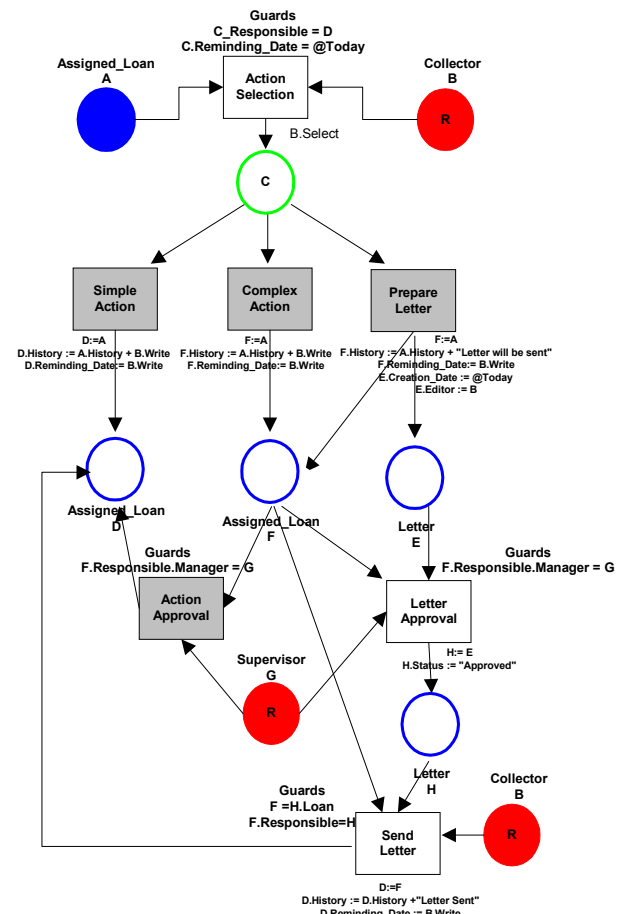 Guards
C_Responsible = D
C.Reminding_Date = @Today
Assigned_Loan
A
Action
Selection
Collector
B
R
B.Select
C
Simple
Action
Complex
Action
Prepare
Letter
D:=A
D.History := A.History + B.Write
D.Reminding_Date:= B.Write
F:=A
F.History := A.History + B.Write
F.Reminding_Date:= B.Write
F:=A
F.History := A.History + "Letter will be sent"
F.Reminding_Date:= B.Write
E.Creation_Date := @Today
E.Editor := B
Assigned_Loan
D
Assigned_Loan
F
Letter
E
Guards
F.Responsible.Manager = G
Guards
F.Responsible.Manager = G
Action
Approval
Letter
Approval
H:= E
H.Status := "Approved"
Supervisor
G
R
Letter
H
Guards
F =H.Loan
F.Responsible=H
Collector
B
R
Send
Letter
D:=F
D.History := D.History +"Letter Sent"
D.Reminding_Date := B.Write